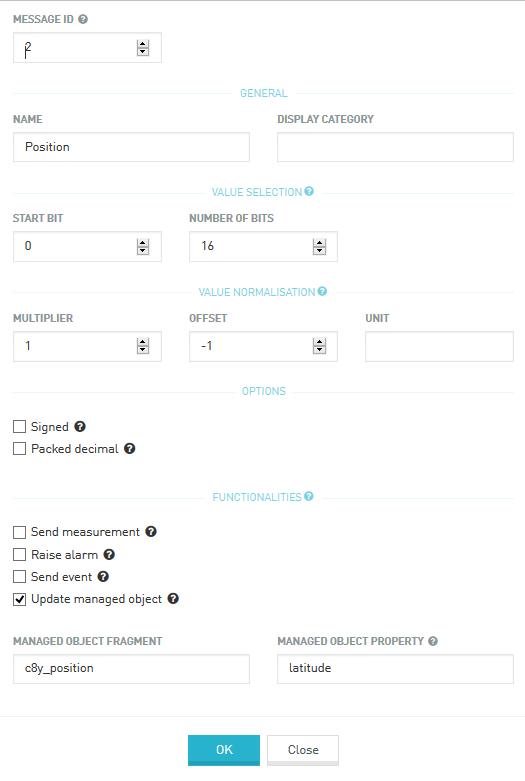 MESSAGE ID
2
GENERAL
NAME DISPLAY CATEGORY
Position
VALUE SELECTION
START BIT NUMBER OF BITS
0 16
VALUE NORMALISATION
MULTIPLIER OFFSET UNIT
1 -1
OPTIONS
Signed
Packed decimal
FUNCTIONALITIES
Send measurement
Raise alarm
Send event
Update managed object
MANAGED OBJECT FRAGMENT MANAGED OBJECT PROPERTY
c8y_position latitude
OK Close